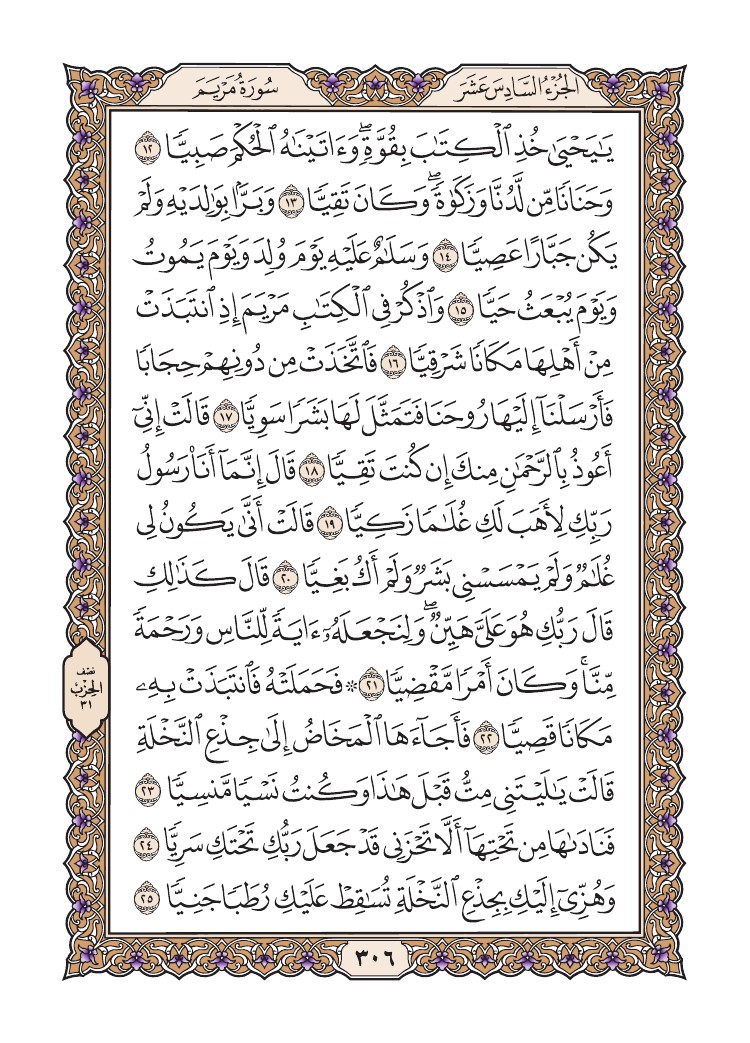 الجُزْءُ السَّادِسَ عَشَرَ
سُورَةُ مَرْيَمَ
يَٰيَحْيَىٰ خُذِ ٱلْكِتَٰبَ بِقُوَّةٍۖ وَءَاتَيْنَٰهُ ٱلْحُكْمَ صَبِيًّا ١٢
وَحَنَانًا مِّن لَّدُنَّا وَزَكَوٰةًۖ وَكَانَ تَقِيًّا ١٣ وَبَرًّۢا بِوَٰلِدَيْهِ وَلَمْ
يَكُن جَبَّارًا عَصِيًّا ١٤ وَسَلَٰمٌ عَلَيْهِ يَوْمَ وُلِدَ وَيَوْمَ يَمُوتُ
وَيَوْمَ يُبْعَثُ حَيًّا ١٥ وَٱذْكُرْ فِي ٱلْكِتَٰبِ مَرْيَمَ إِذِ ٱنتَبَذَتْ
مِنْ أَهْلِهَا مَكَانًا شَرْقِيًّا ١٦ فَٱتَّخَذَتْ مِن دُونِهِمْ حِجَابًا
فَأَرْسَلْنَآ إِلَيْهَا رُوحَنَا فَتَمَثَّلَ لَهَا بَشَرًا سَوِيًّا ١٧ قَالَتْ إِنِّيٓ
أَعُوذُ بِٱلرَّحْمَٰنِ مِنكَ إِن كُنتَ تَقِيًّا ١٨ قَالَ إِنَّمَآ أَنَا۠ رَسُولُ
رَبِّكِ لِأَهَبَ لَكِ غُلَٰمًا زَكِيًّا ١٩ قَالَتْ أَنَّىٰ يَكُونُ لِي
غُلَٰمٌ وَلَمْ يَمْسَسْنِي بَشَرٌ وَلَمْ أَكُ بَغِيًّا ٢٠ قَالَ كَذَٰلِكِ
قَالَ رَبُّكِ هُوَ عَلَيَّ هَيِّنٌۖ وَلِنَجْعَلَهُۥٓ ءَايَةً لِّلنَّاسِ وَرَحْمَةً
مِّنَّاۚ وَكَانَ أَمْرًا مَّقْضِيًّا ٢١ ۞ فَحَمَلَتْهُ فَٱنتَبَذَتْ بِهِۦ
مَكَانًا قَصِيًّا ٢٢ فَأَجَآءَهَا ٱلْمَخَاضُ إِلَىٰ جِذْعِ ٱلنَّخْلَةِ
قَالَتْ يَٰلَيْتَنِي مِتُّ قَبْلَ هَٰذَا وَكُنتُ نَسْيًا مَّنسِيًّا ٢٣
فَنَادَىٰهَا مِن تَحْتِهَآ أَلَّا تَحْزَنِي قَدْ جَعَلَ رَبُّكِ تَحْتَكِ سَرِيًّا ٢٤
وَهُزِّيٓ إِلَيْكِ بِجِذْعِ ٱلنَّخْلَةِ تُسَٰقِطْ عَلَيْكِ رُطَبًا جَنِيًّا ٢٥
نصف
الحِزْب
٣١
٣٠٦